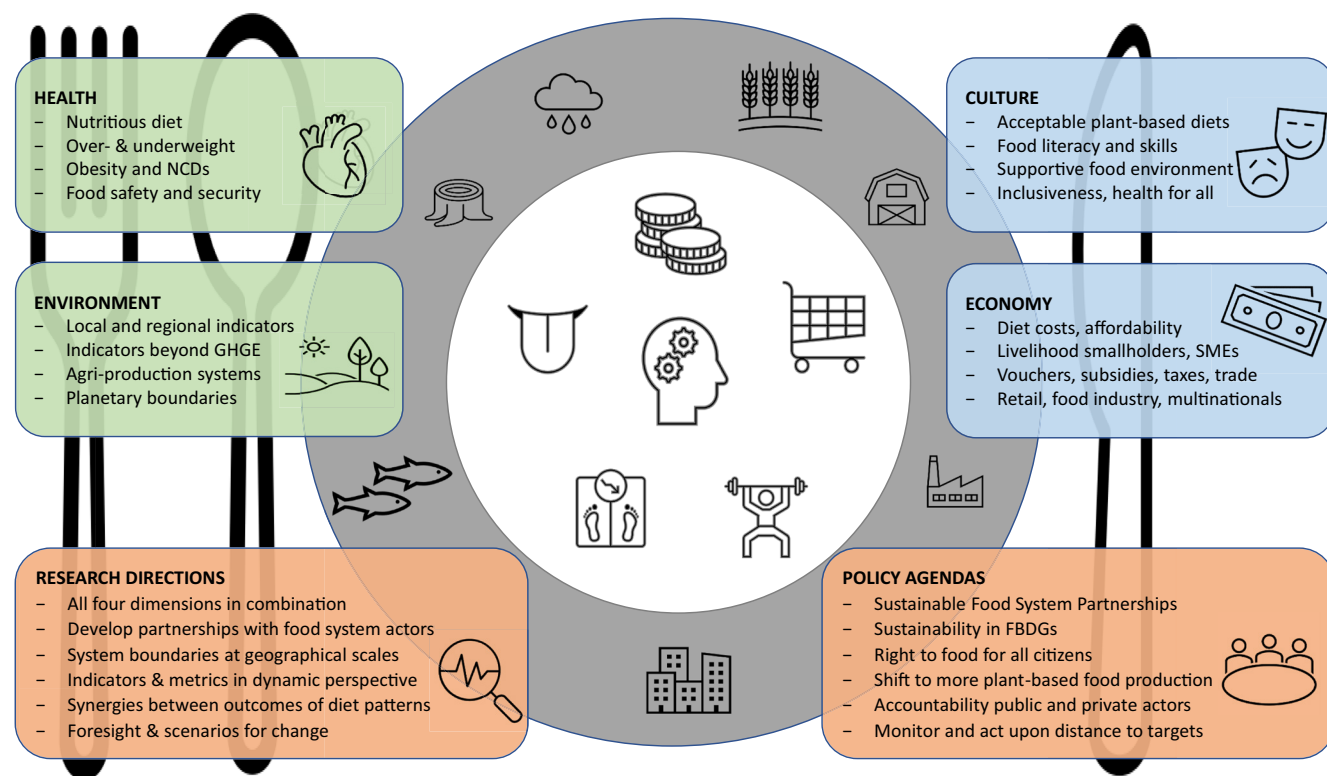 HEALTH
– Nutritious diet
– Over- & underweight
– Obesity and NCDs
– Food safety and security
ENVIRONMENT
– Local and regional indicators
– Indicators beyond GHGE
– Agri-production systems
– Planetary boundaries
RESEARCH DIRECTIONS
– All four dimensions in combination
– Develop partnerships with food system actors
– System boundaries at geographical scales
– Indicators & metrics in dynamic perspective
– Synergies between outcomes of diet patterns
– Foresight & scenarios for change
CULTURE
– Acceptable plant-based diets
– Food literacy and skills
– Supportive food environment
– Inclusiveness, health for all
ECONOMY
– Diet costs, affordability
– Livelihood smallholders, SMEs
– Vouchers, subsidies, taxes, trade
– Retail, food industry, multinationals
POLICY AGENDAS
– Sustainable Food System Partnerships
– Sustainability in FBDGs
– Right to food for all citizens
– Shift to more plant-based food production
– Accountability public and private actors
– Monitor and act upon distance to targets